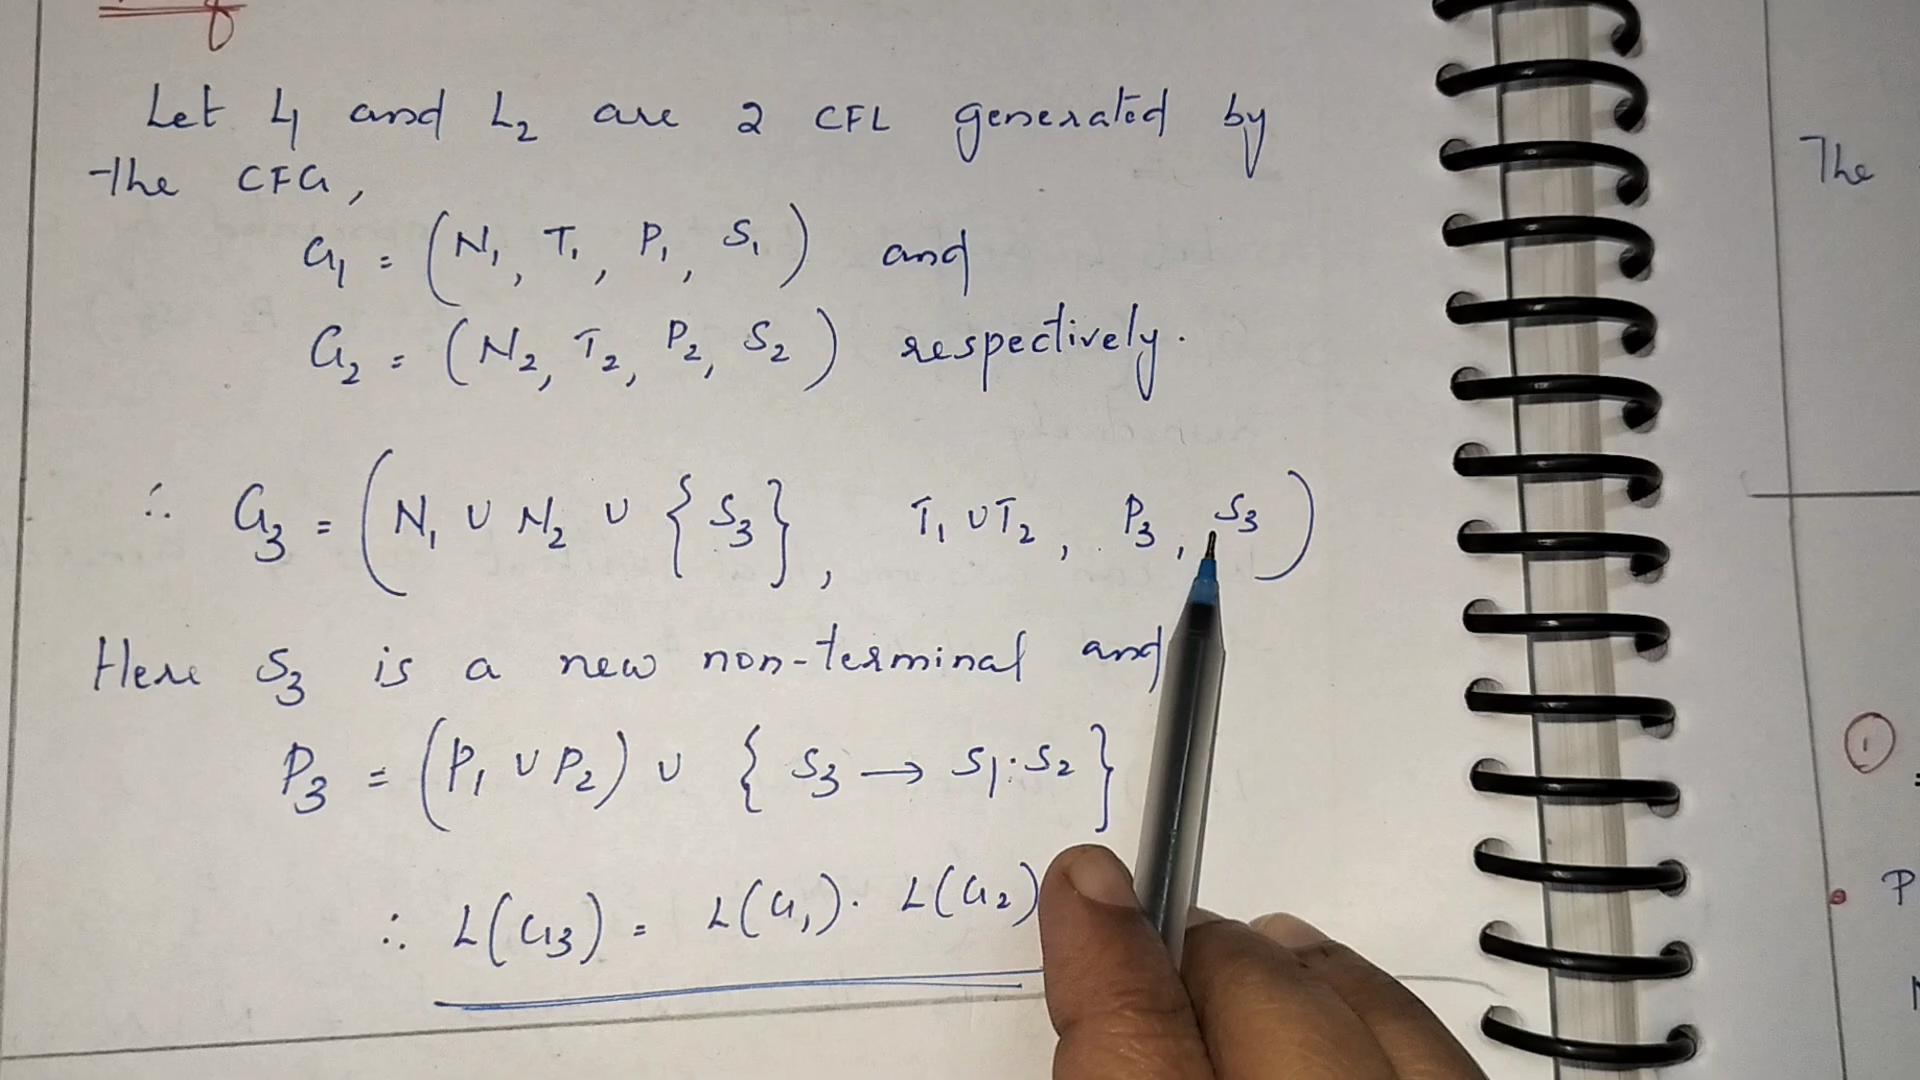 Let L1 and L2 are 2 CFL generated by
the CFG,
G1 = (N1, T1, P1, S1) and
G2 = (N2, T2, P2, S2) respectively.
∴ G3 = (N1 ∪ N2 ∪ {S3}, T1 ∪ T2, P3, S3)
Here S3 is a new non-terminal and
P3 = (P1 ∪ P2) ∪ {S3 → S1·S2}
∴ L(G3) = L(G1)· L(G2)
The
1
P